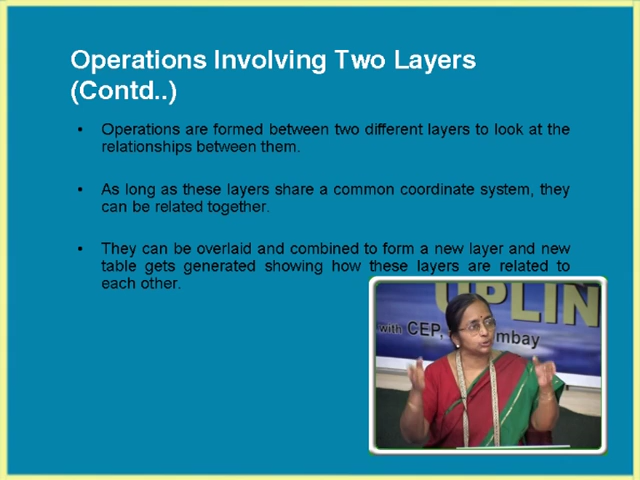 Operations Involving Two Layers
(Contd..)
• Operations are formed between two different layers to look at the
relationships between them.
• As long as these layers share a common coordinate system, they
can be related together.
• They can be overlaid and combined to form a new layer and new
table gets generated showing how these layers are related to
each other.
UPLIN
with CEP, mbay